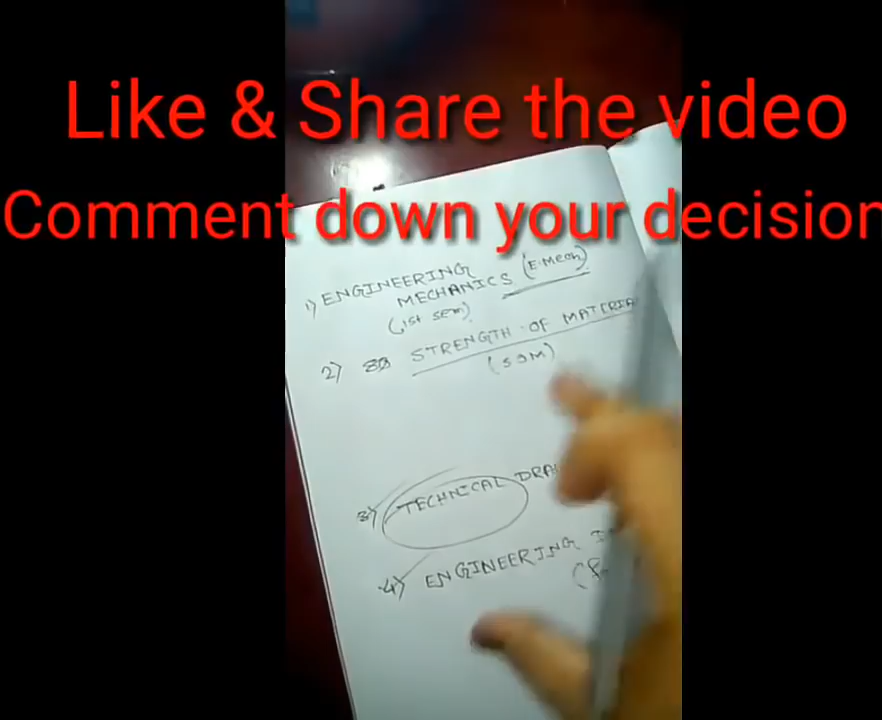 Like & Share the video
Comment down your decision
1) ENGINEERING
MECHANICS (E.Mech)
(1st sem)
2) STRENGTH OF MATERIA
(SOM)
3) TECHNICAL DRA
4) ENGINEERING